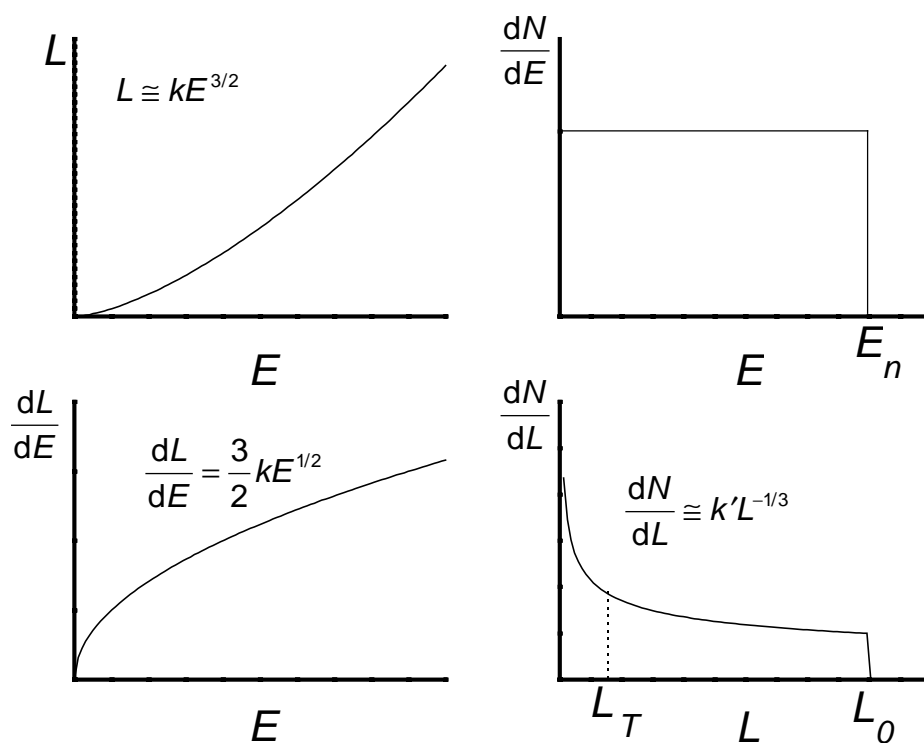 L ≅ kE^{3/2}
L
E
dN/dE
E
E_n
dL/dE
dL/dE = 3/2 kE^{1/2}
E
dN/dL
dN/dL ≅ k′L^{−1/3}
L_T
L
L_0